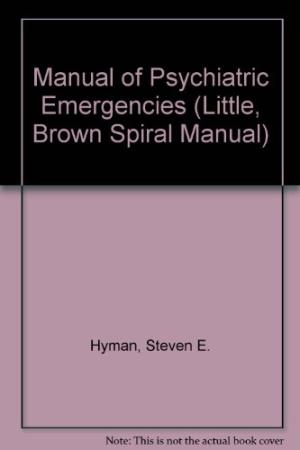 Manual of Psychiatric
Emergencies (Little,
Brown Spiral Manual)
Hyman, Steven E.
Note: This is not the actual book cover